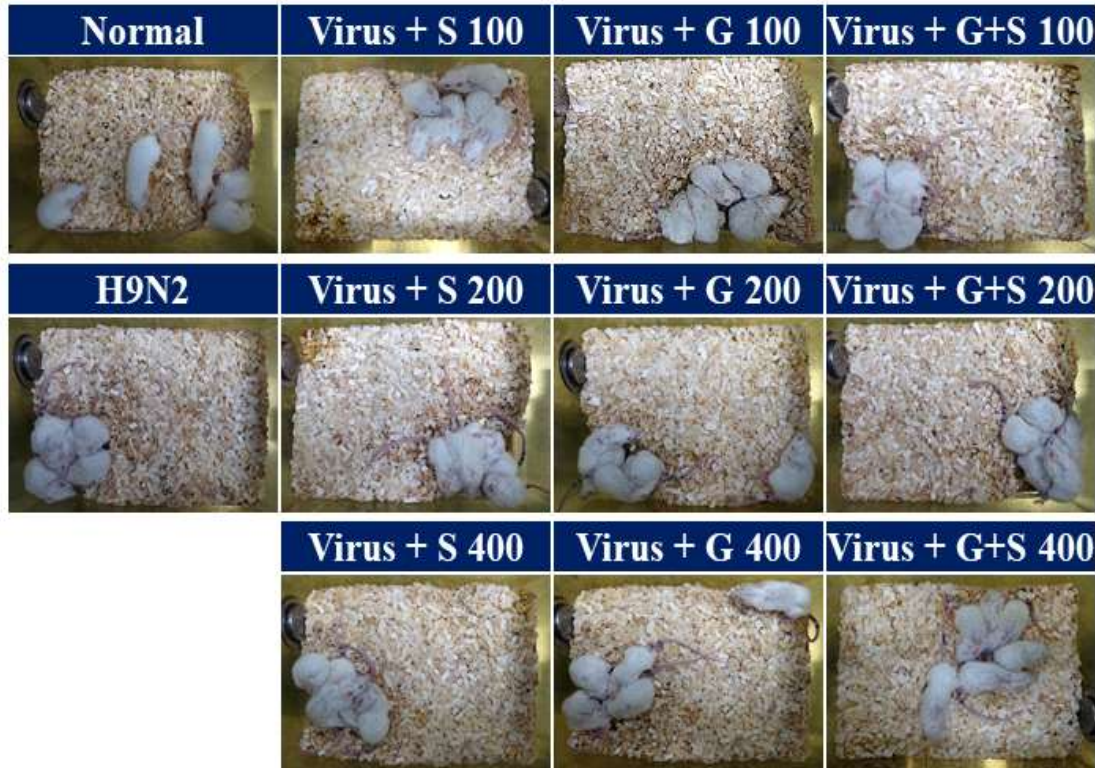 Normal
Virus + S 100
Virus + G 100
Virus + G+S 100
H9N2
Virus + S 200
Virus + G 200
Virus + G+S 200
Virus + S 400
Virus + G 400
Virus + G+S 400